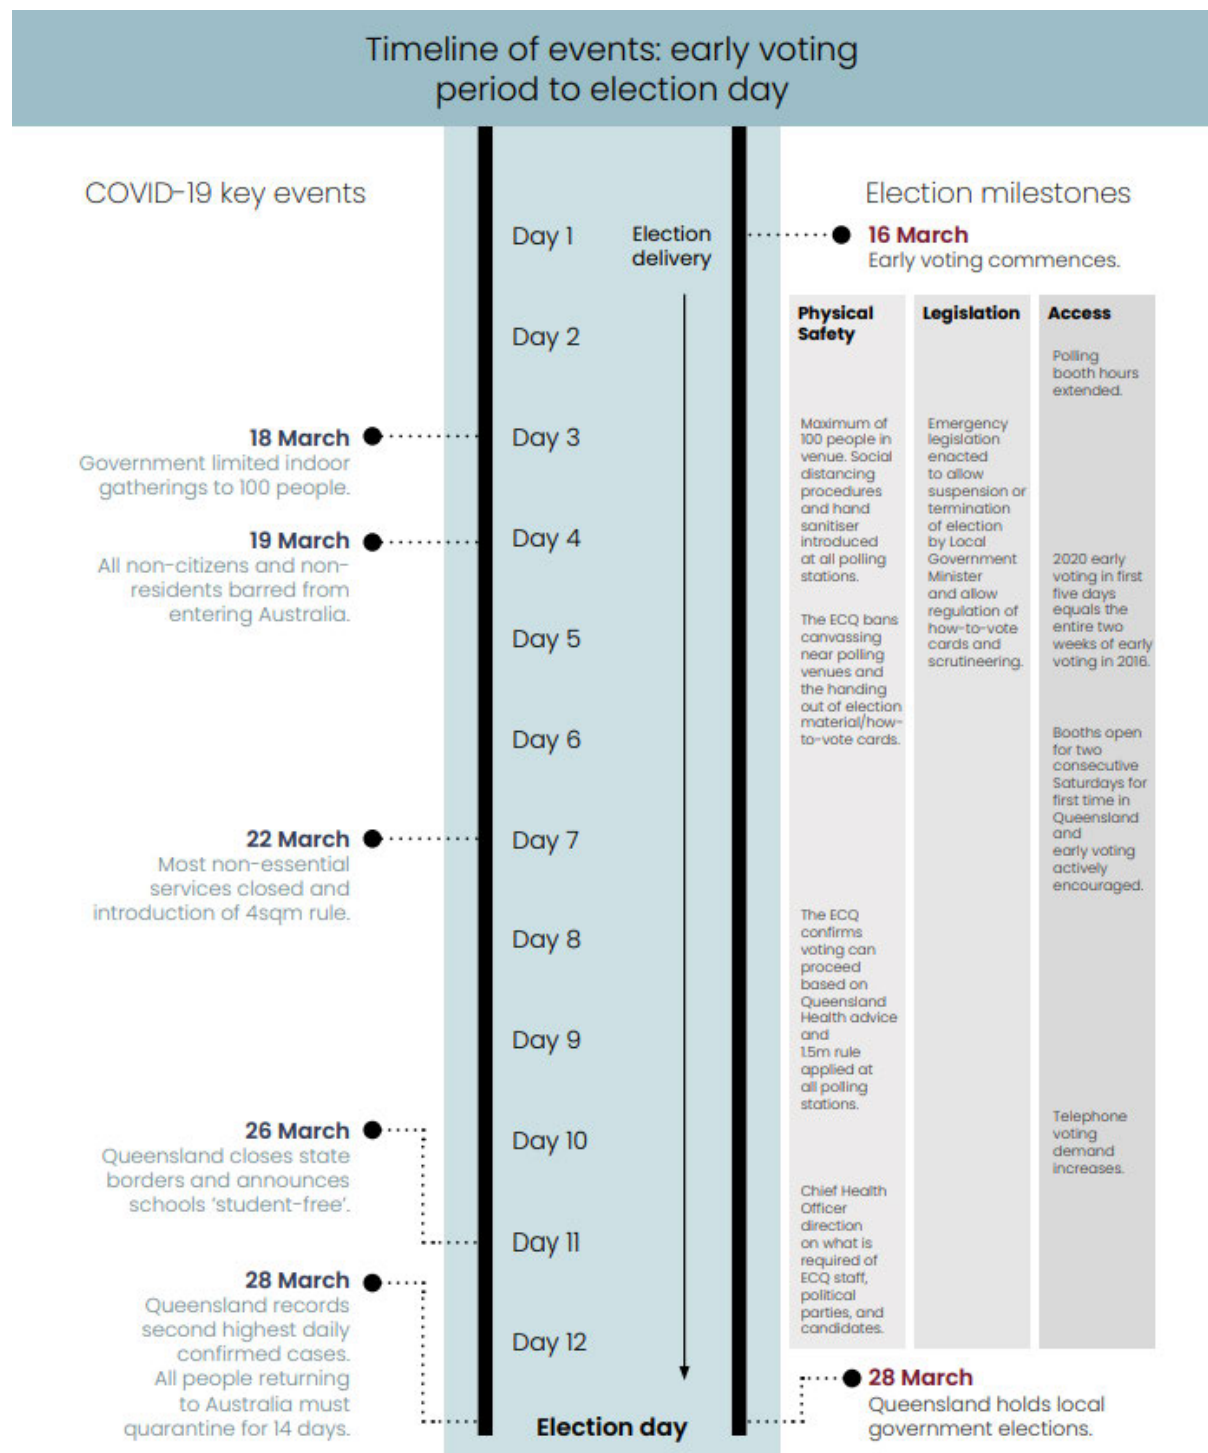 Timeline of events: early voting
period to election day
COVID-19 key events
18 March
Government limited indoor
gatherings to 100 people.
19 March
All non-citizens and non-
residents barred from
entering Australia.
22 March
Most non-essential
services closed and
introduction of 4sqm rule.
26 March
Queensland closes state
borders and announces
schools ‘student-free’.
28 March
Queensland records
second highest daily
confirmed cases.
All people returning
to Australia must
quarantine for 14 days.
Day 1
Day 2
Day 3
Day 4
Day 5
Day 6
Day 7
Day 8
Day 9
Day 10
Day 11
Day 12
Election day
Election
delivery
Election milestones
16 March
Early voting commences.
Physical
Safety
Maximum of
100 people in
venue. Social
distancing
procedures
and hand
sanitiser
introduced
at all polling
stations.
The ECQ bans
canvassing
near polling
venues and
the handing
out of election
material/how-
to-vote cards.
The ECQ
confirms
voting can
proceed
based on
Queensland
Health advice
and
1.5m rule
applied at
all polling
stations.
Chief Health
Officer
direction
on what is
required of
ECQ staff,
political
parties, and
candidates.
Legislation
Emergency
legislation
enacted
to allow
suspension or
termination
of election
by Local
Government
Minister
and allow
regulation of
how-to-vote
cards and
scrutineering.
Access
Polling
booth hours
extended.
2020 early
voting in first
five days
equals the
entire two
weeks of early
voting in 2016.
Booths open
for two
consecutive
Saturdays for
first time in
Queensland
and
early voting
actively
encouraged.
Telephone
voting
demand
increases.
28 March
Queensland holds local
government elections.